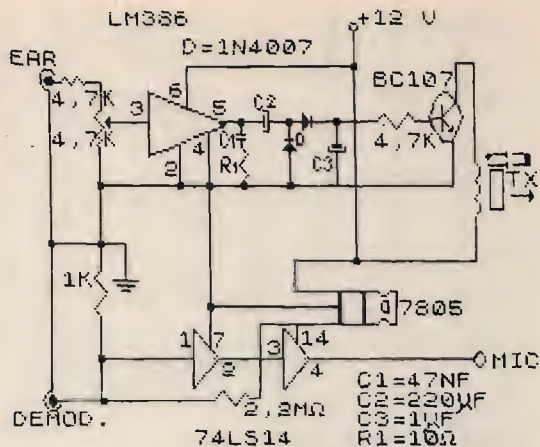 LM386
+12 V
D=1N4007
EAR
BC107
4,7K
6
3
5
C2
4,7K
4
C1
D
2
R1
C3
4,7K
TX
1K
7805
1
7
2
3
14
4
MIC
2,2MΩ
DEMOD.
74LS14
C1=47NF
C2=220µF
C3=1µF
R1=10Ω